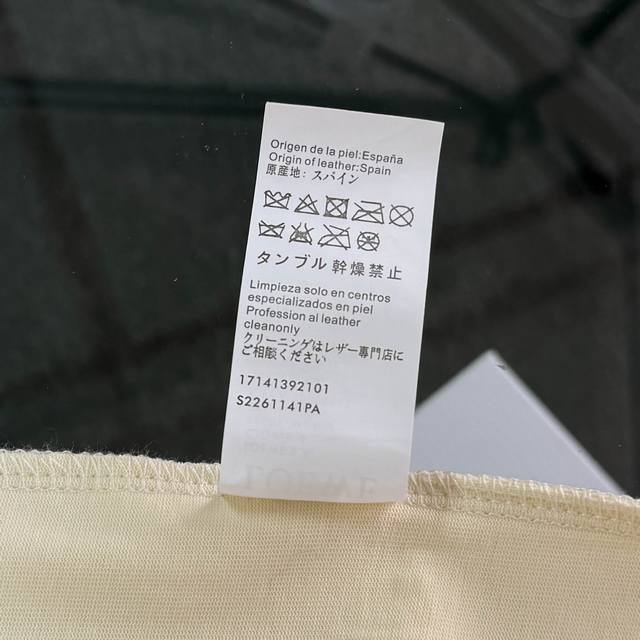 Origen de la piel:España
Origin of leather:Spain
原産地: スパイン
タンブル幹燥禁止
Limpieza solo en centros
especializados en piel
Profession al leather
cleanonly
クリーニングはレザー専門店に
ご相談ください
17141392101
S2261141PA